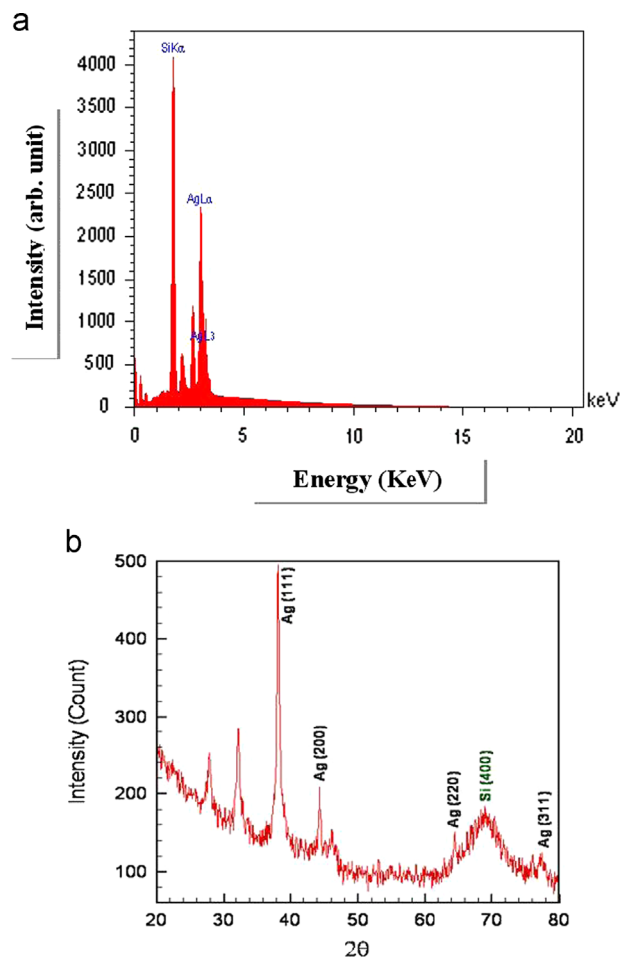 a
SiKα
4000
3500
3000
AgLα
2500
2000
1500
1000
AgL3
500
0
keV
0 5 10 15 20
Intensity (arb. unit)
Energy (KeV)
b
500
400
300
200
100
Ag (111)
Ag (200)
Ag (220)
Si (400)
Ag (311)
Intensity (Count)
20 30 40 50 60 70 80
2θ